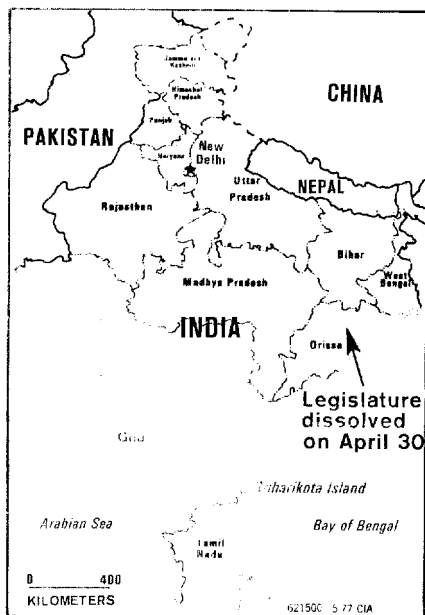 Jammu and
Kashmir
Himachal
Pradesh
CHINA
Punjab
PAKISTAN
Haryana
New
Delhi
Uttar
Pradesh
NEPAL
Rajasthan
Bihar
West
Bengal
Madhya Pradesh
INDIA
Orissa
Legislature
dissolved
on April 30
Goa
Sriharikota Island
Arabian Sea
Bay of Bengal
Tamil
Nadu
0 400
KILOMETERS
621500 5-77 CIA